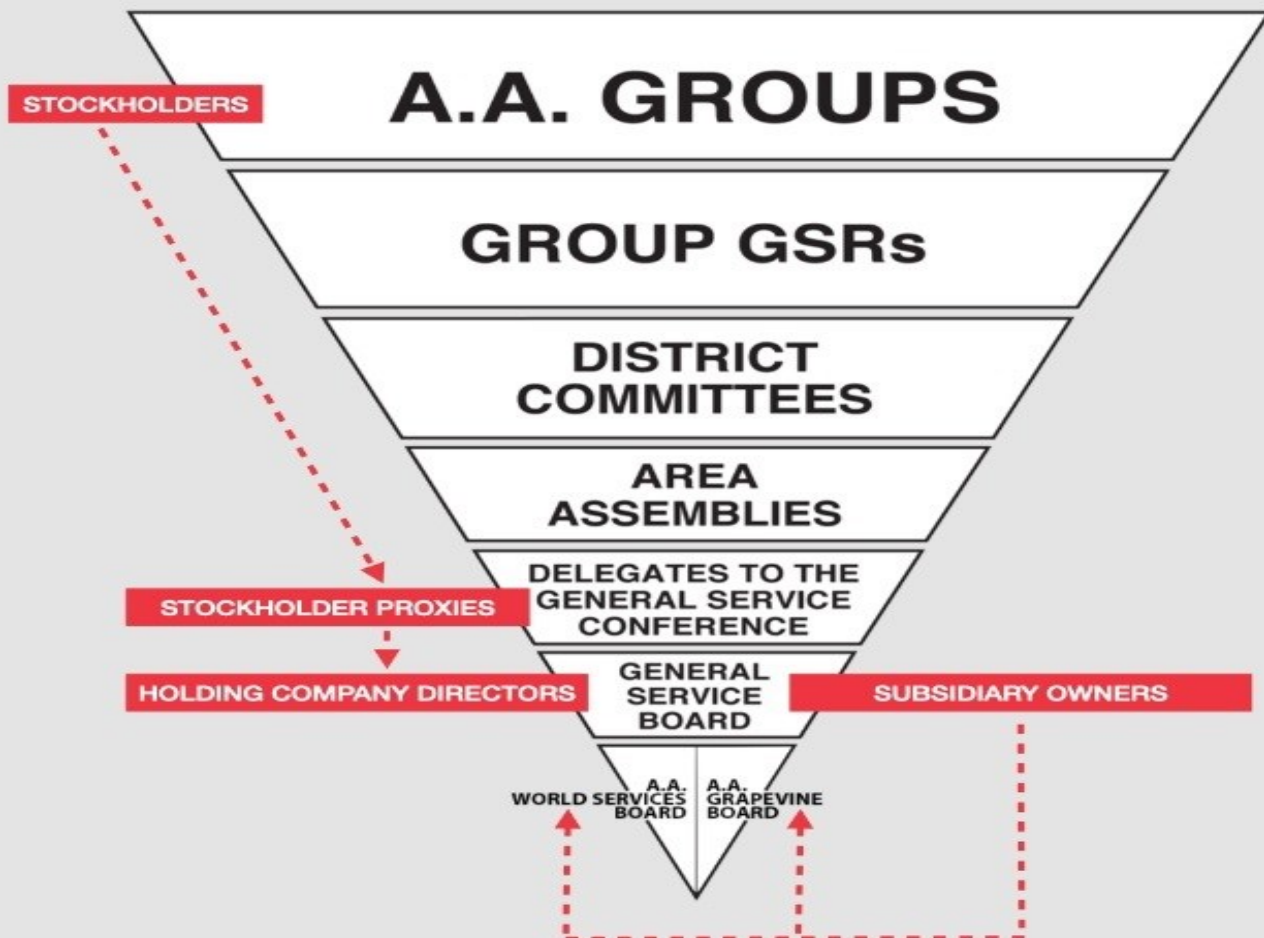 STOCKHOLDERS
A.A. GROUPS
GROUP GSRs
DISTRICT
COMMITTEES
AREA
ASSEMBLIES
DELEGATES TO THE
GENERAL SERVICE
CONFERENCE
STOCKHOLDER PROXIES
HOLDING COMPANY DIRECTORS
GENERAL
SERVICE
BOARD
SUBSIDIARY OWNERS
A.A.
WORLD SERVICES
BOARD
A.A.
GRAPEVINE
BOARD